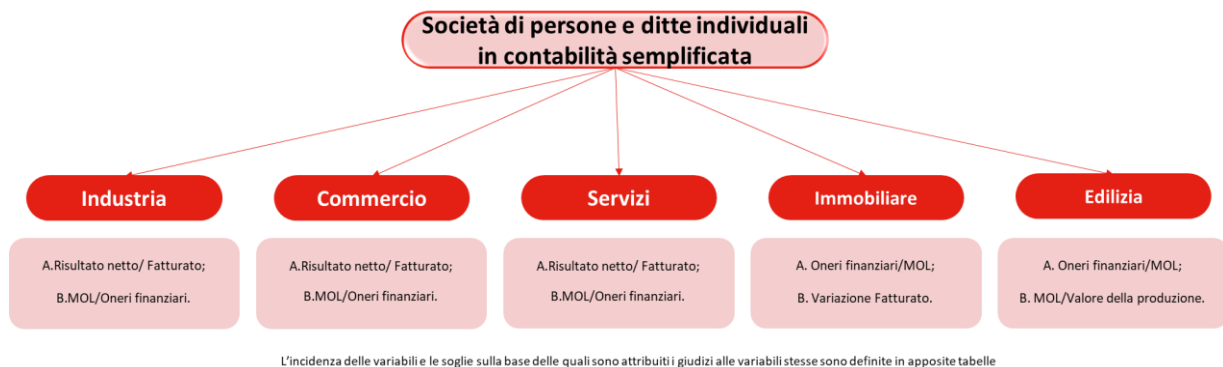 Società di persone e ditte individuali
in contabilità semplificata
Industria
Commercio
Servizi
Immobiliare
Edilizia
A.Risultato netto/ Fatturato;
B.MOL/Oneri finanziari.
A.Risultato netto/ Fatturato;
B.MOL/Oneri finanziari.
A.Risultato netto/ Fatturato;
B.MOL/Oneri finanziari.
A. Oneri finanziari/MOL;
B. Variazione Fatturato.
A. Oneri finanziari/MOL;
B. MOL/Valore della produzione.
L'incidenza delle variabili e le soglie sulla base delle quali sono attribuiti i giudizi alle variabili stesse sono definite in apposite tabelle